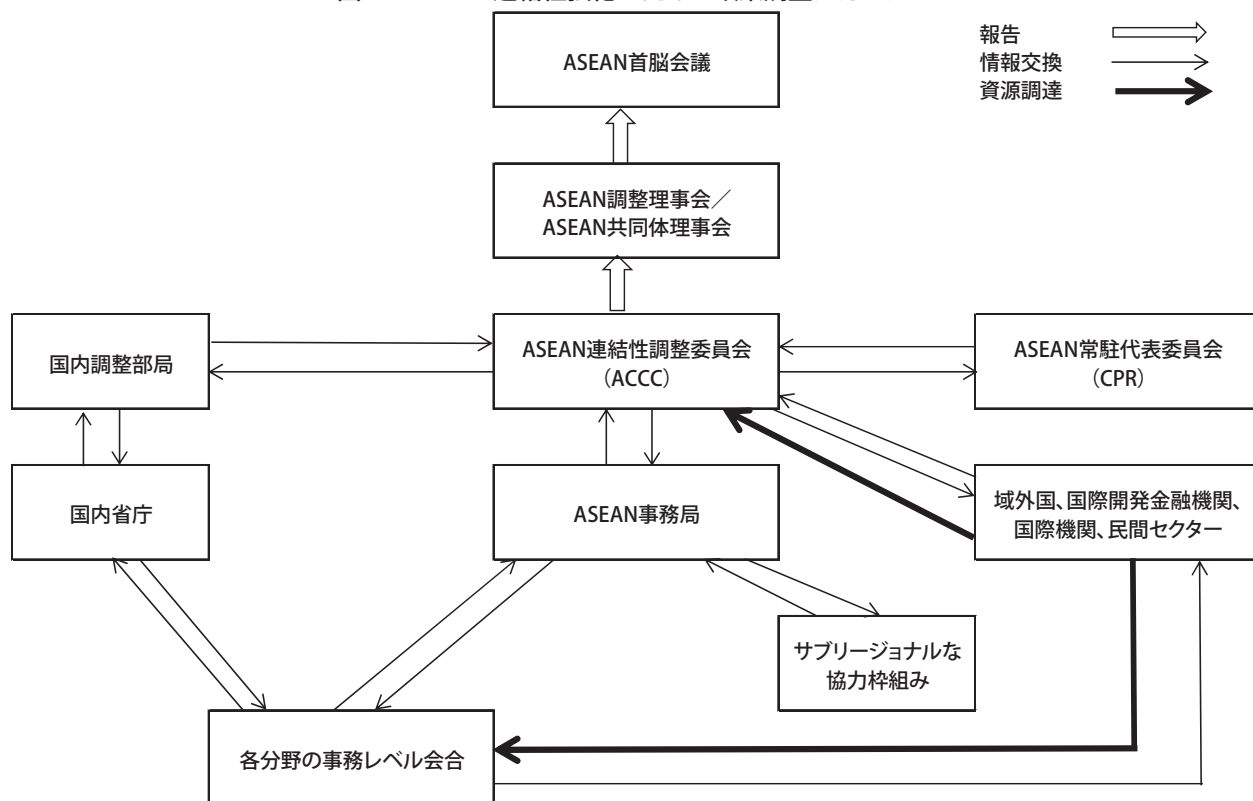 報告
情報交換
資源調達
ASEAN首脳会議
ASEAN調整理事会／
ASEAN共同体理事会
国内調整部局
ASEAN連結性調整委員会
（ACCC）
ASEAN常駐代表委員会
（CPR）
国内省庁
ASEAN事務局
域外国、国際開発金融機関、
国際機関、民間セクター
サブリージョナルな
協力枠組み
各分野の事務レベル会合